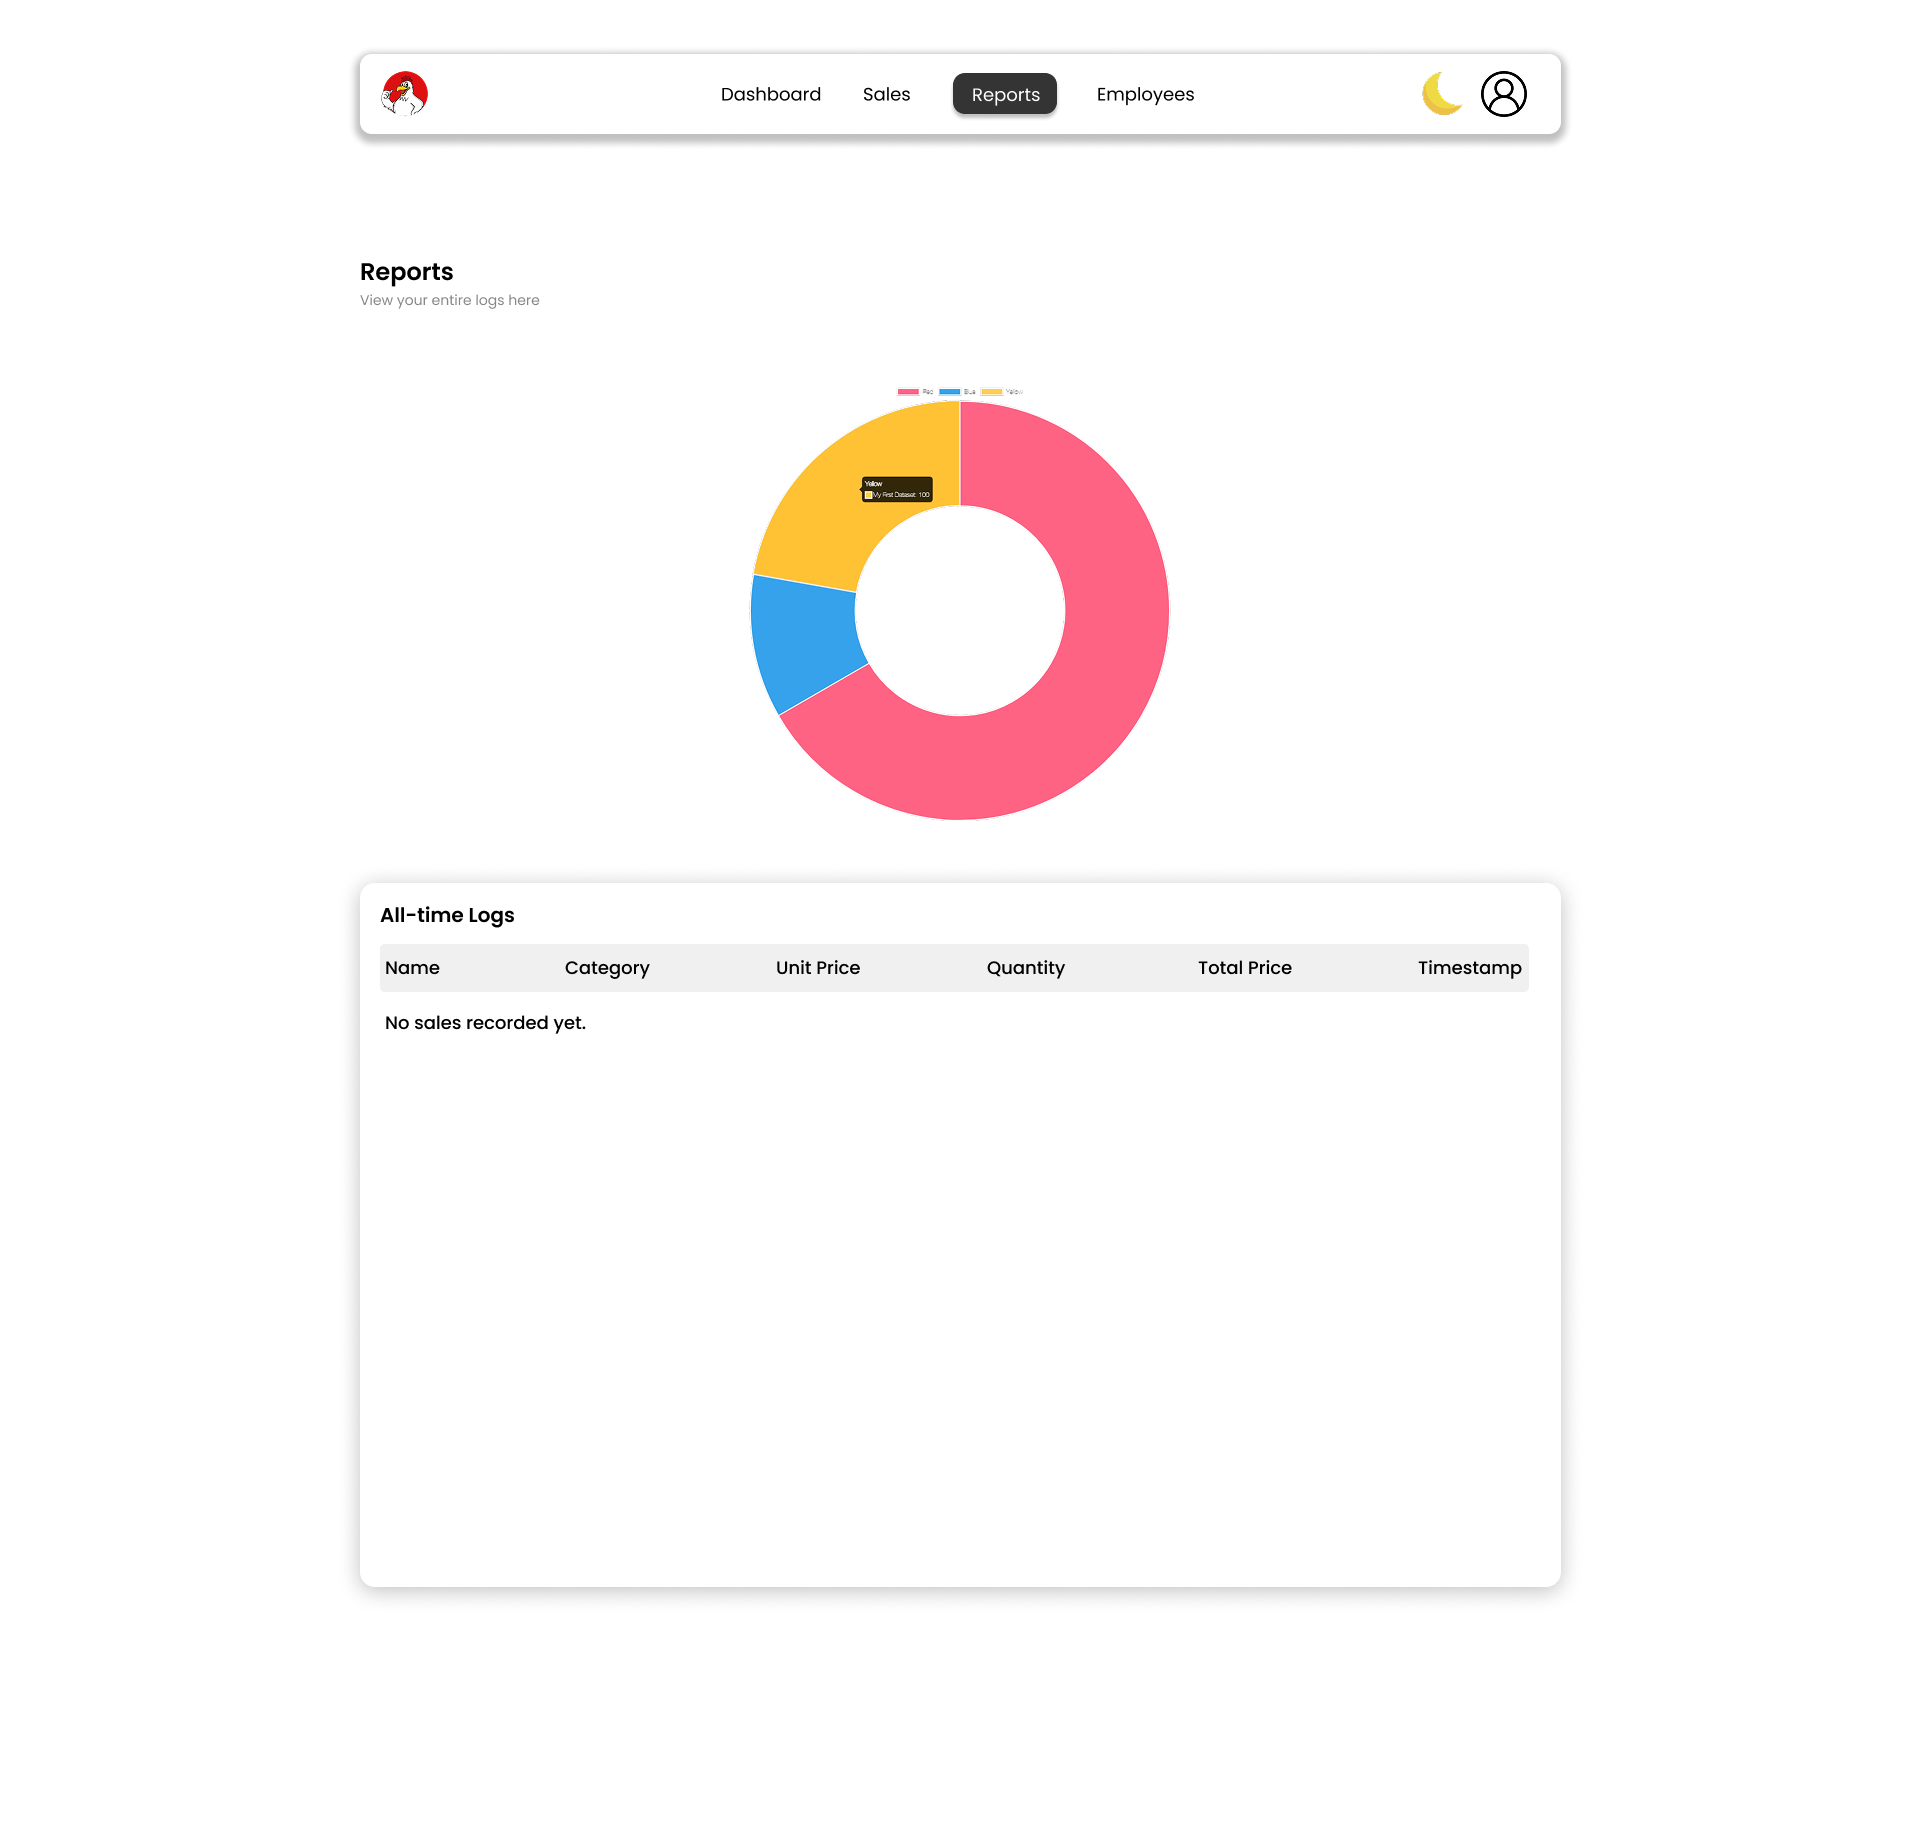 Dashboard Sales Reports Employees
Reports
View your entire logs here
Red Blue Yellow
Yellow
My First Dataset: 100
All-time Logs
Name Category Unit Price Quantity Total Price Timestamp
No sales recorded yet.